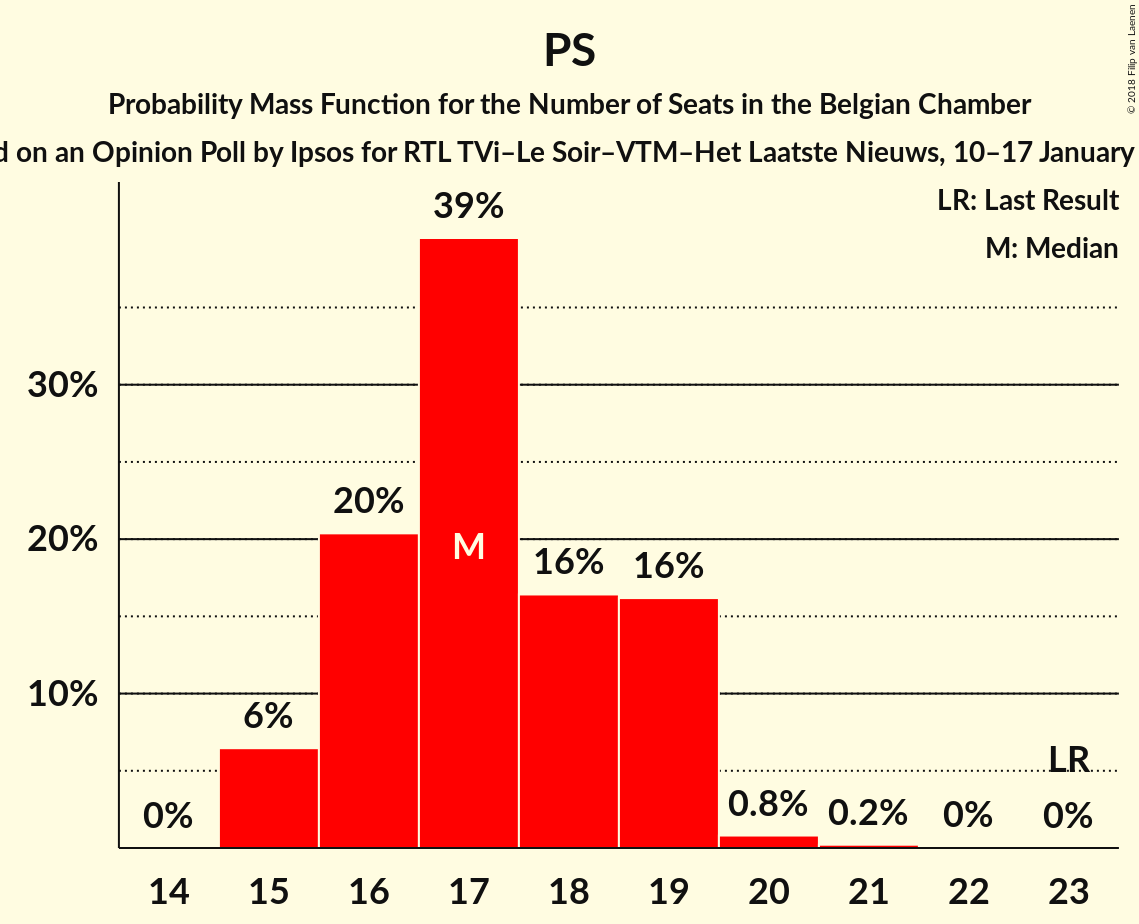 PS
Probability Mass Function for the Number of Seats in the Belgian Chamber
d on an Opinion Poll by Ipsos for RTL TVi–Le Soir–VTM–Het Laatste Nieuws, 10–17 January
© 2018 Filip van Laenen
LR: Last Result
M: Median
39%
30%
20%
20%
M
16%
16%
10%
6%
LR
0%
0.8%
0.2%
0%
0%
14
15
16
17
18
19
20
21
22
23